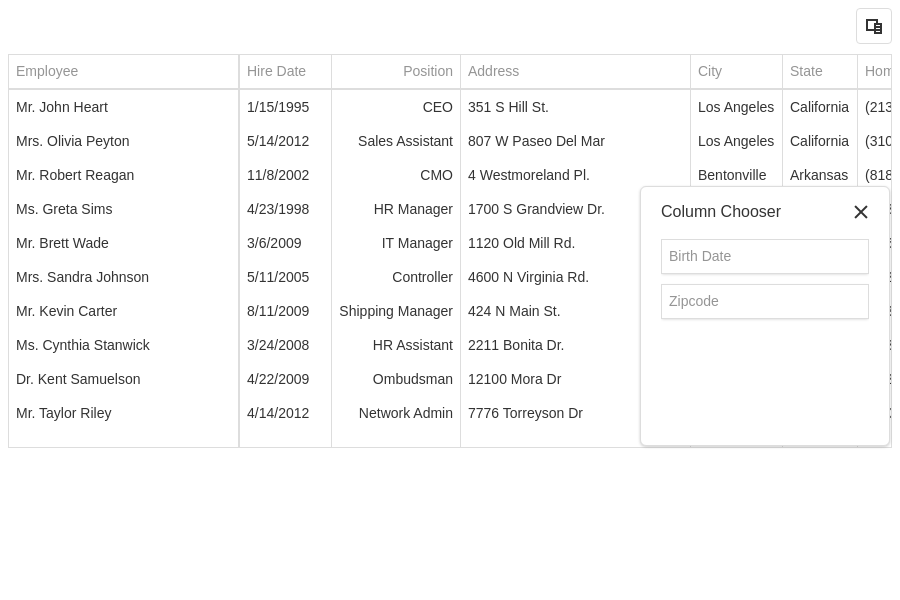 Employee Hire Date Position Address City State
Mr. John Heart 1/15/1995 CEO 351 S Hill St. Los Angeles California (213
Mrs. Olivia Peyton 5/14/2012 Sales Assistant 807 W Paseo Del Mar Los Angeles California (310
Mr. Robert Reagan 11/8/2002 CMO 4 Westmoreland Pl. Bentonville Arkansas (818
Ms. Greta Sims 4/23/1998 HR Manager 1700 S Grandview Dr.
Mr. Brett Wade 3/6/2009 IT Manager 1120 Old Mill Rd.
Mrs. Sandra Johnson 5/11/2005 Controller 4600 N Virginia Rd.
Mr. Kevin Carter 8/11/2009 Shipping Manager 424 N Main St.
Ms. Cynthia Stanwick 3/24/2008 HR Assistant 2211 Bonita Dr.
Dr. Kent Samuelson 4/22/2009 Ombudsman 12100 Mora Dr
Mr. Taylor Riley 4/14/2012 Network Admin 7776 Torreyson Dr
Column Chooser
Birth Date
Zipcode